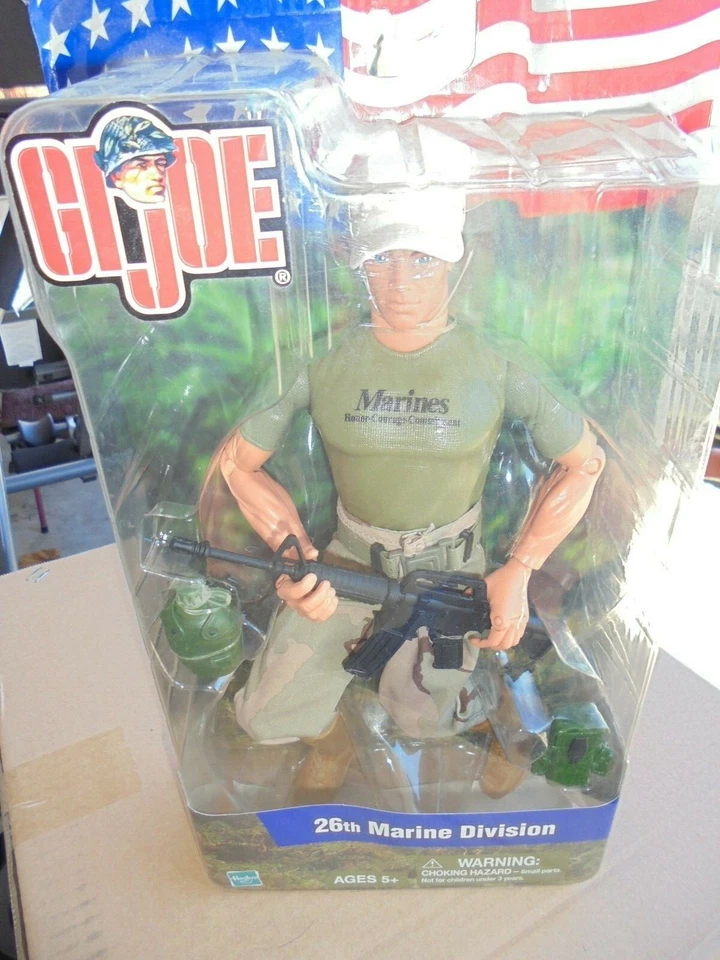 GI JOE
®
Marines
Honor-Courage-Commitment
26th Marine Division
Hasbro
AGES 5+
⚠ WARNING:
CHOKING HAZARD – Small parts.
Not for children under 3 years.